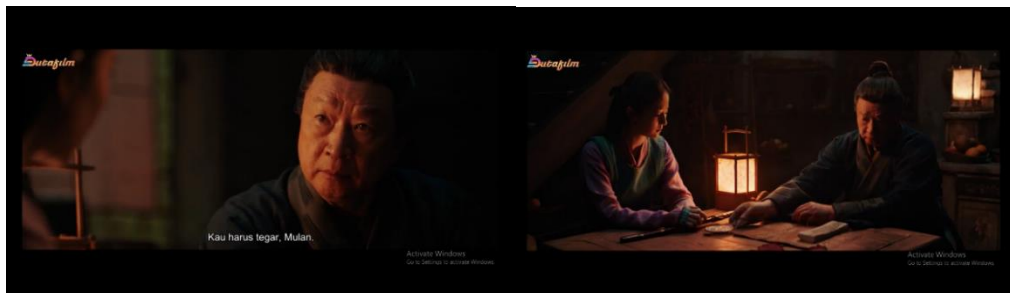 Dutafilm
Dutafilm
Kau harus tegar, Mulan.
Activate Windows
Go to Settings to activate Windows.
Activate Windows
Go to Settings to activate Windows.